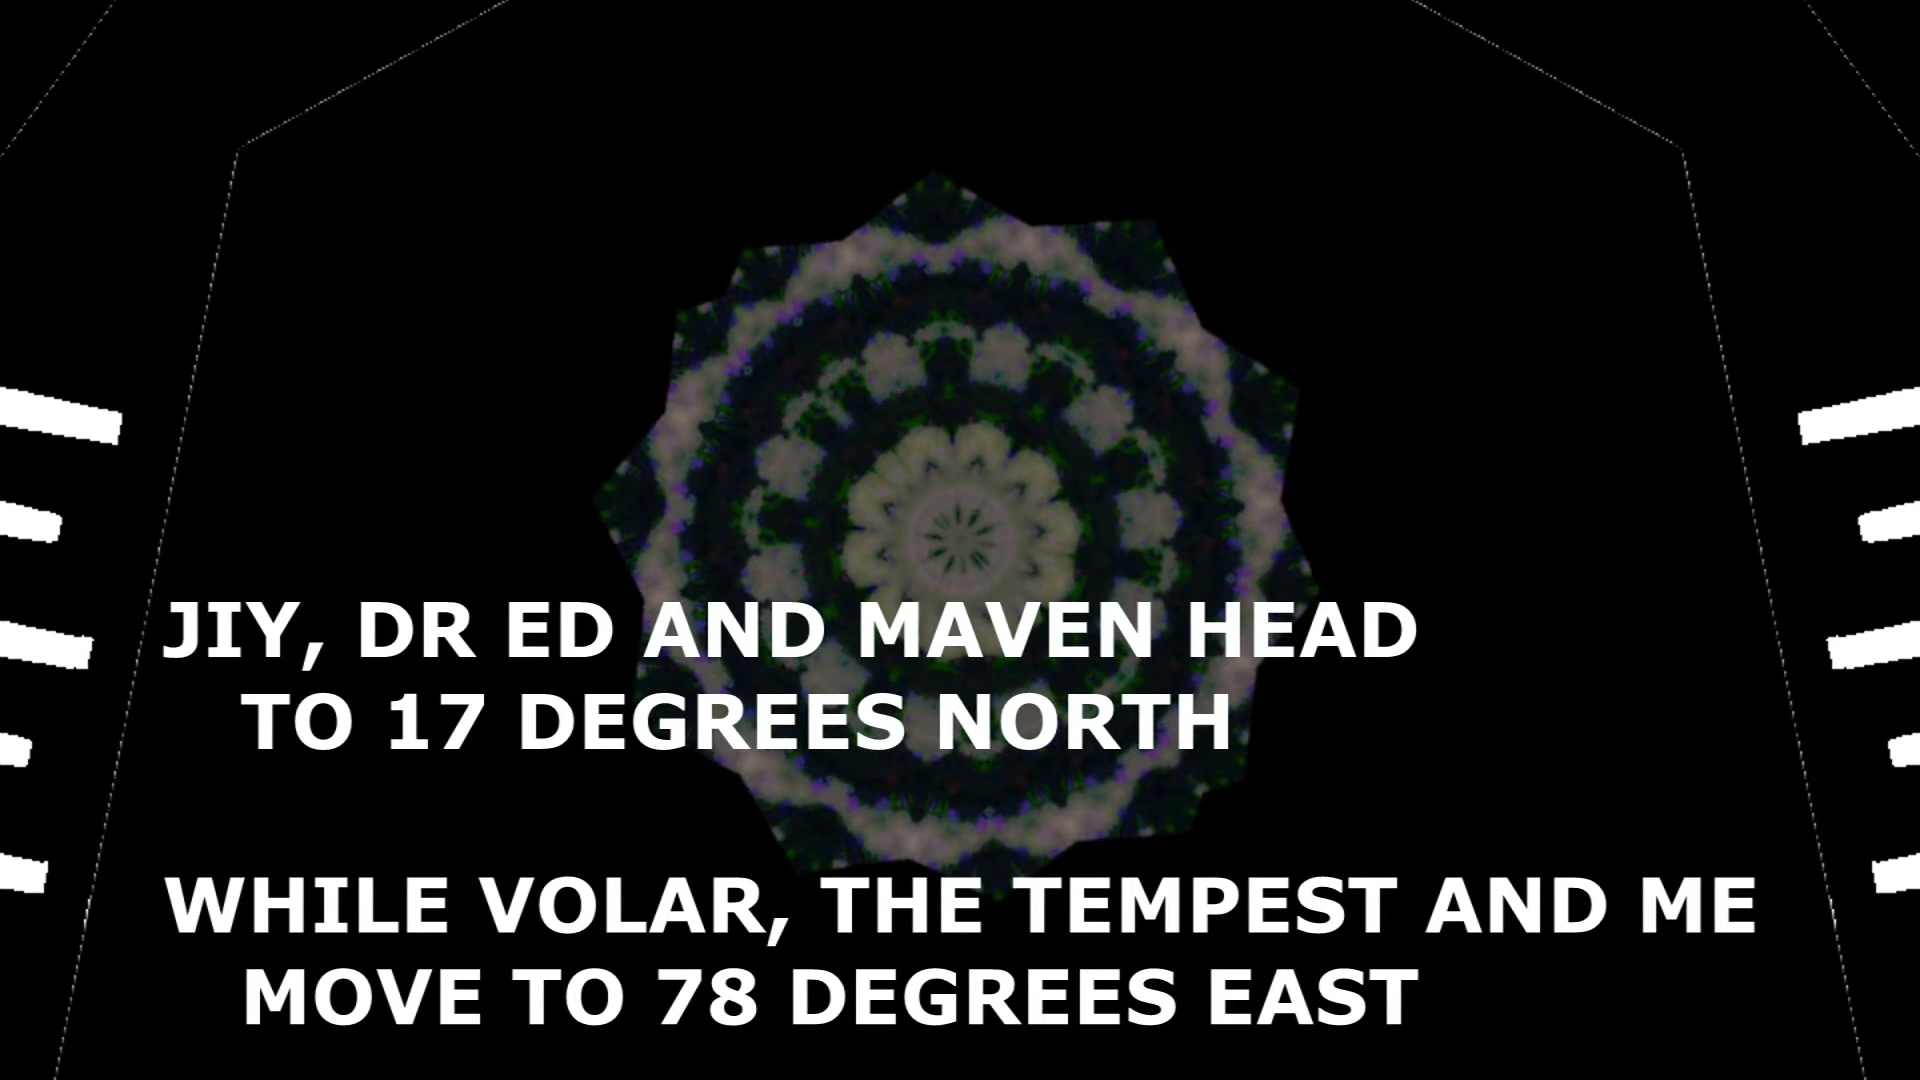 JIY, DR ED AND MAVEN HEAD
TO 17 DEGREES NORTH
WHILE VOLAR, THE TEMPEST AND ME
MOVE TO 78 DEGREES EAST